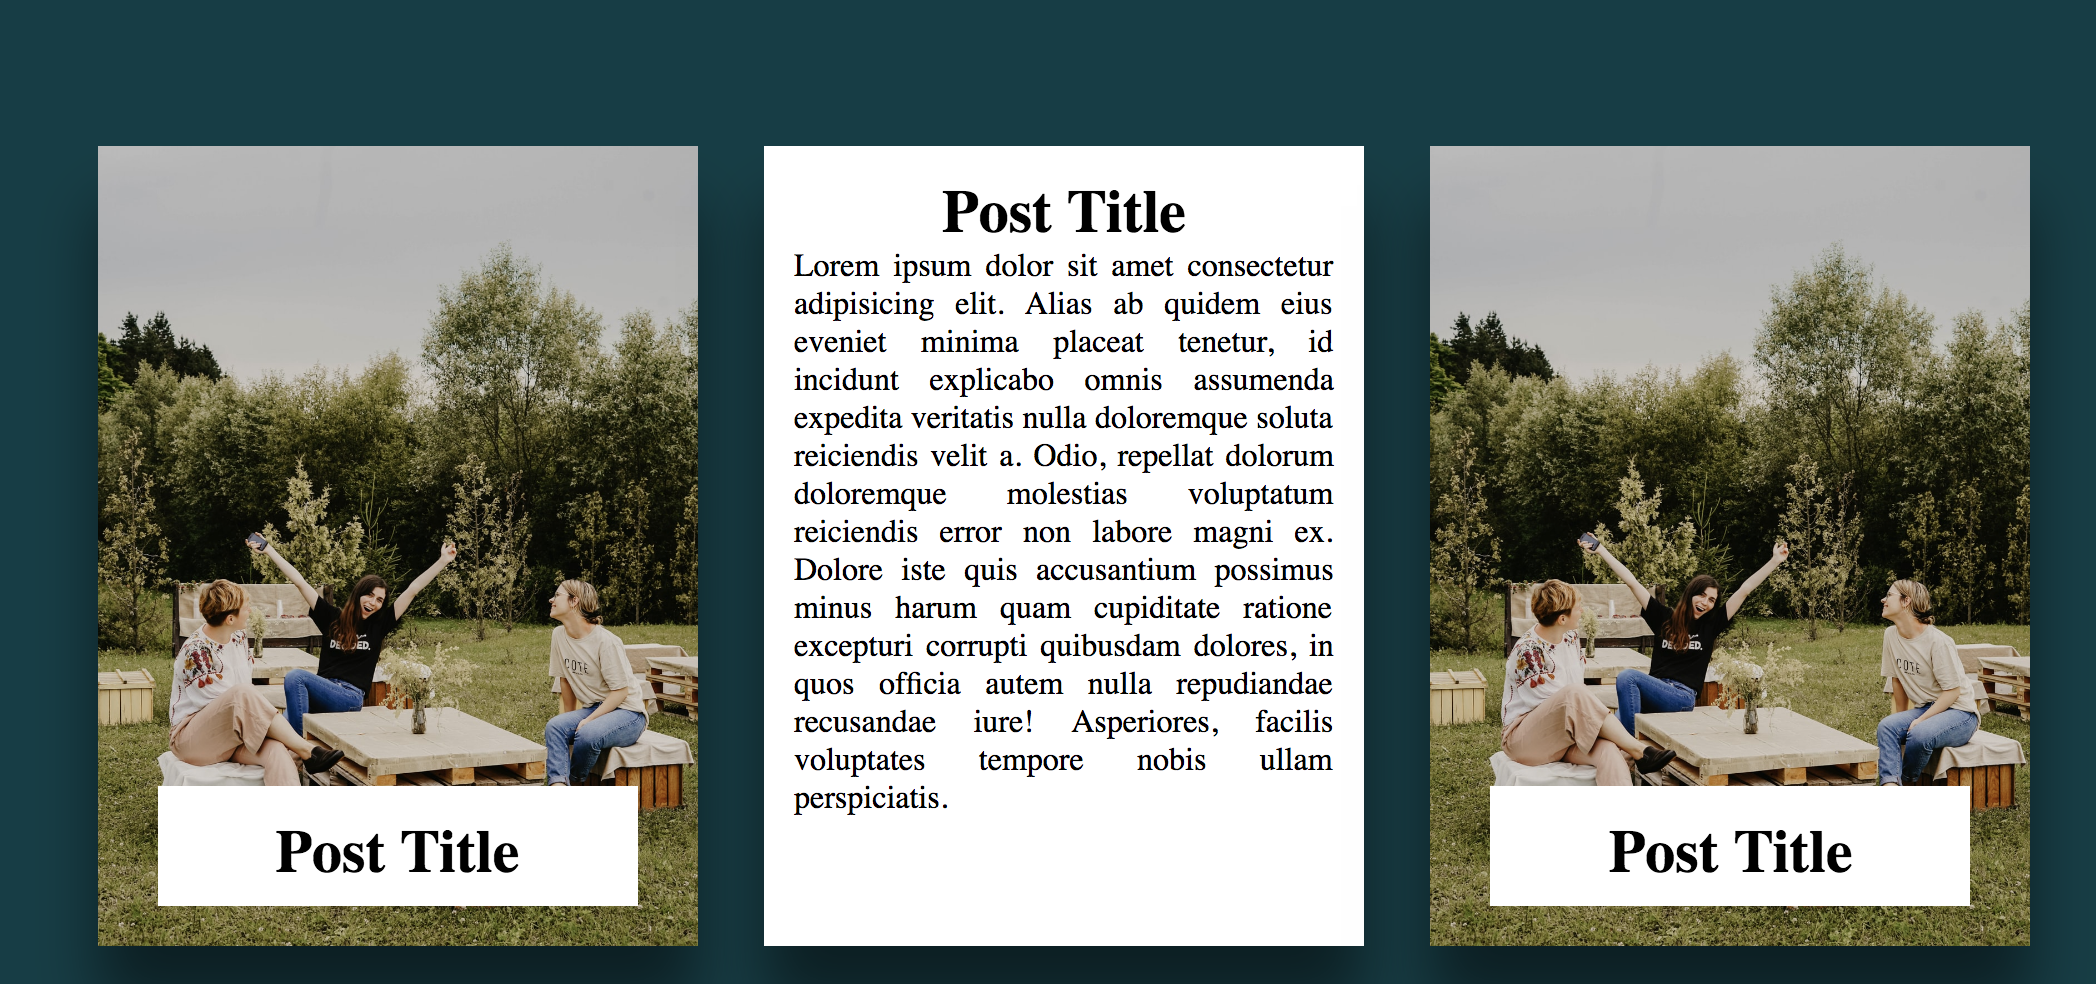 Post Title
Lorem ipsum dolor sit amet consectetur
adipisicing elit. Alias ab quidem eius
eveniet minima placeat tenetur, id
incidunt explicabo omnis assumenda
expedita veritatis nulla doloremque soluta
reiciendis velit a. Odio, repellat dolorum
doloremque molestias voluptatum
reiciendis error non labore magni ex.
Dolore iste quis accusantium possimus
minus harum quam cupiditate ratione
excepturi corrupti quibusdam dolores, in
quos officia autem nulla repudiandae
recusandae iure! Asperiores, facilis
voluptates tempore nobis ullam
perspiciatis.
COTE
COTE
Post Title
Post Title